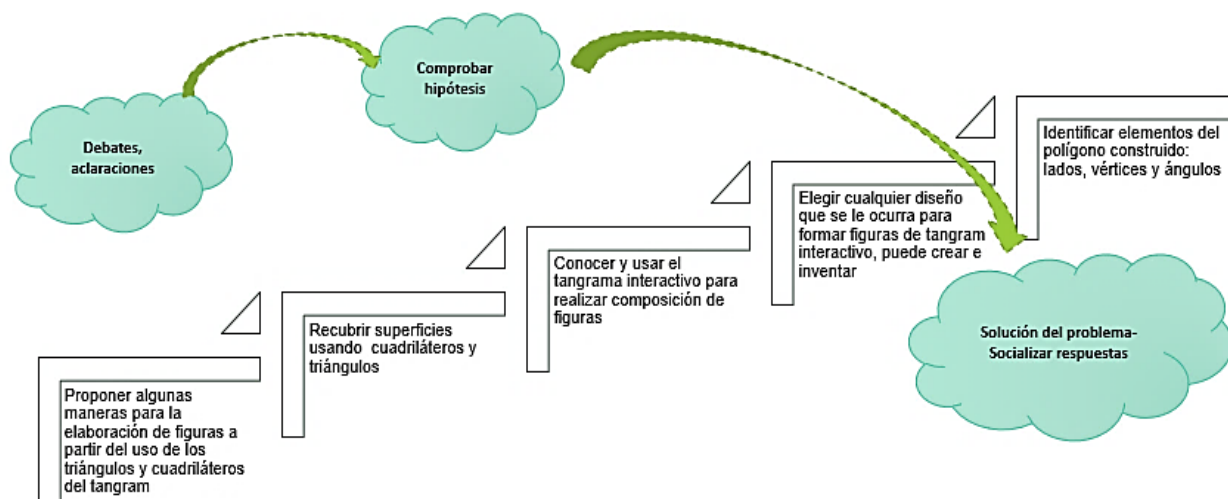 Debates,
aclaraciones
Comprobar
hipótesis
Proponer algunas
maneras para la
elaboración de figuras a
partir del uso de los
triángulos y cuadriláteros
del tangram
Recubrir superficies
usando cuadriláteros y
triángulos
Conocer y usar el
tangrama interactivo para
realizar composición de
figuras
Elegir cualquier diseño
que se le ocurra para
formar figuras de tangram
interactivo, puede crear e
inventar
Identificar elementos del
polígono construido:
lados, vértices y ángulos
Solución del problema-
Socializar respuestas